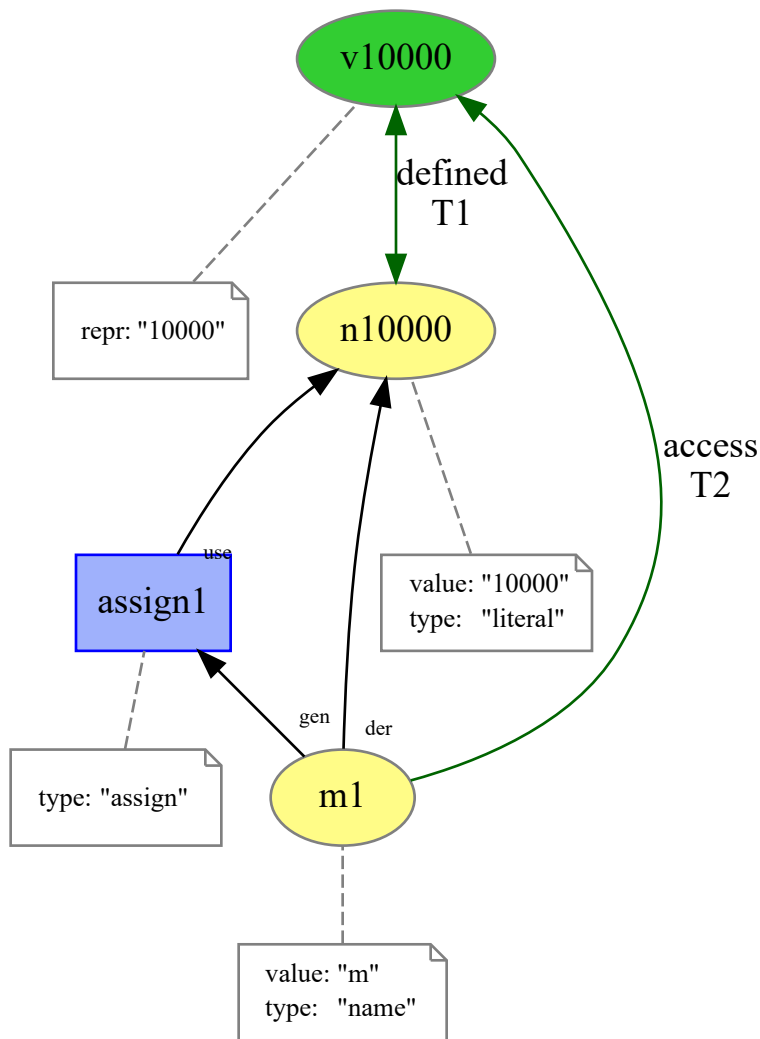 v10000
defined
T1
repr: "10000"
n10000
access
T2
use
assign1
value: "10000"
type: "literal"
gen
der
type: "assign"
m1
value: "m"
type: "name"